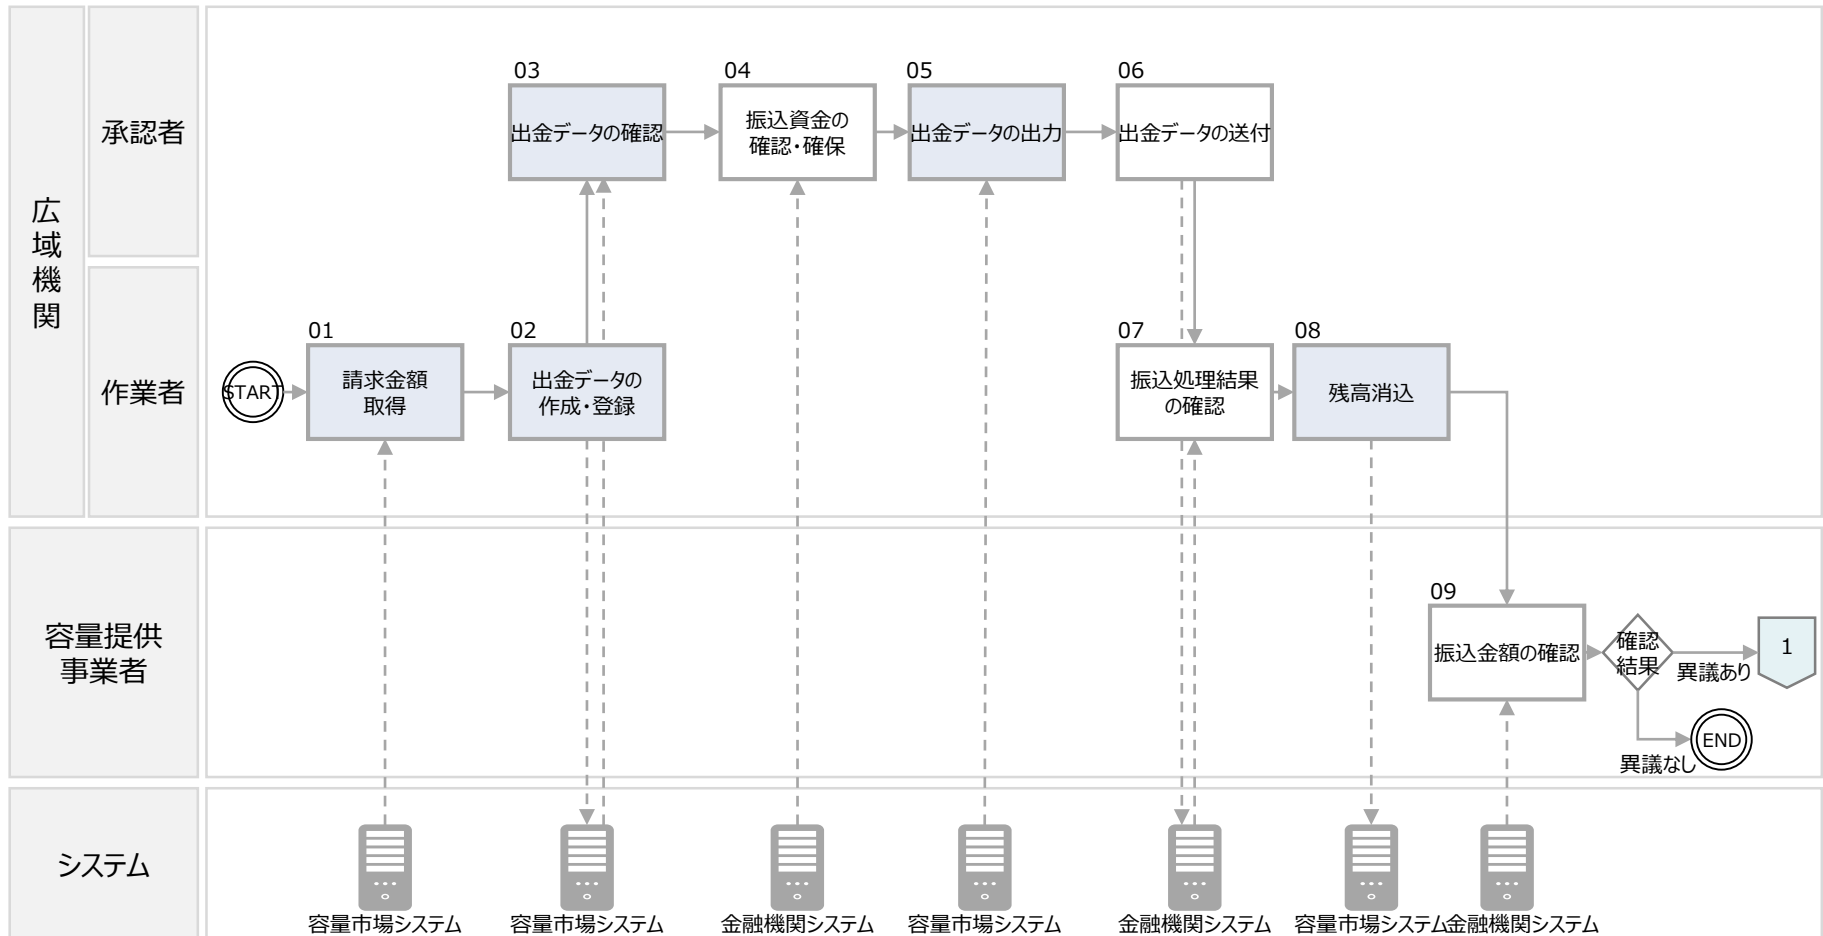 広域機関
承認者
03
出金データの確認
04
振込資金の
確認・確保
05
出金データの出力
06
出金データの送付
作業者
START
01
請求金額
取得
02
出金データの
作成・登録
07
振込処理結果
の確認
08
残高消込
容量提供
事業者
09
振込金額の確認
確認
結果
異議あり
1
異議なし
END
システム
容量市場システム
容量市場システム
金融機関システム
容量市場システム
金融機関システム
容量市場システム
金融機関システム